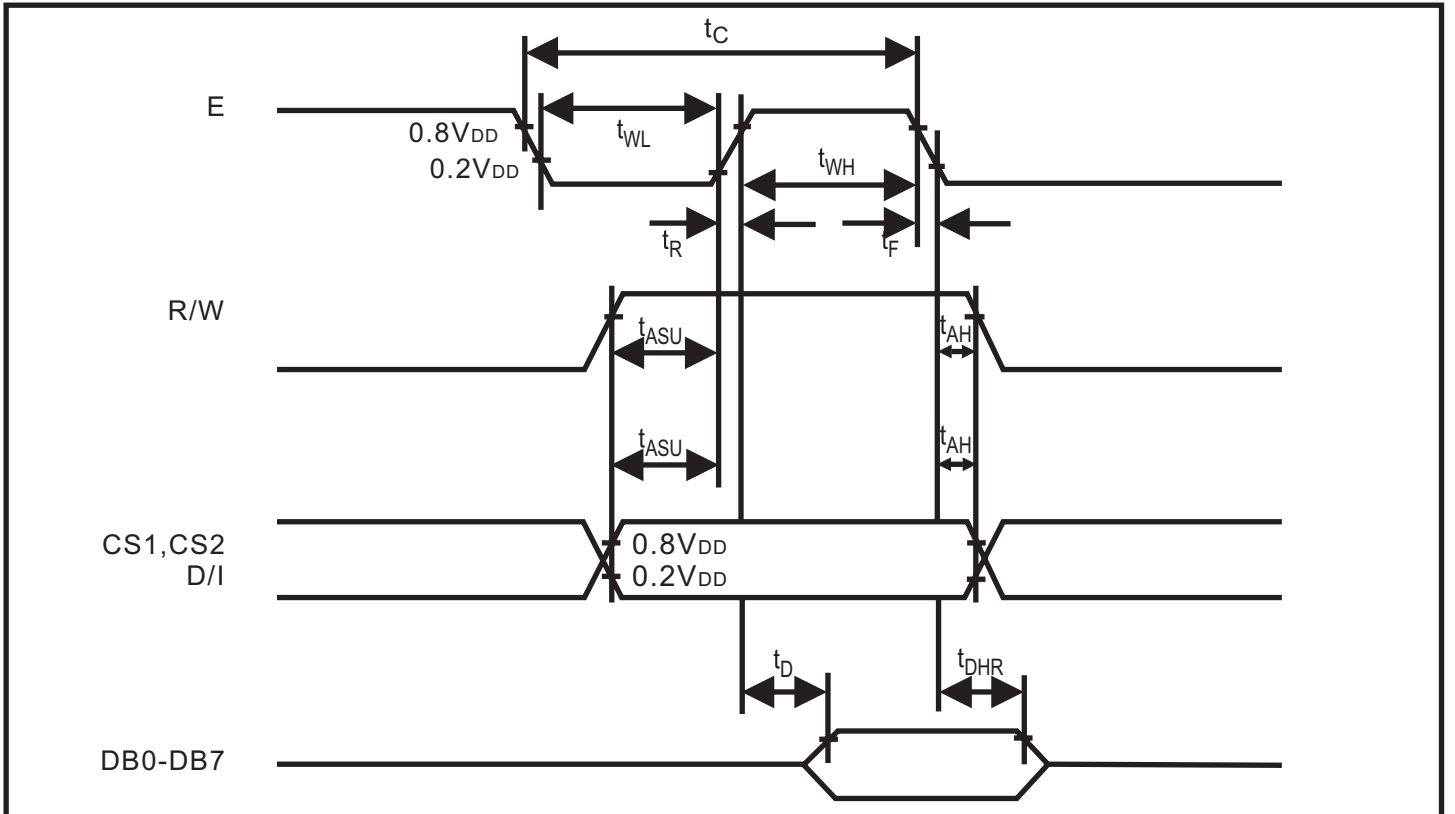 tC
E
0.8VDD
tWL
0.2VDD
tWH
tR
tF
R/W
tASU
tAH
tASU
tAH
CS1,CS2
D/I
0.8VDD
0.2VDD
tD
tDHR
DB0-DB7